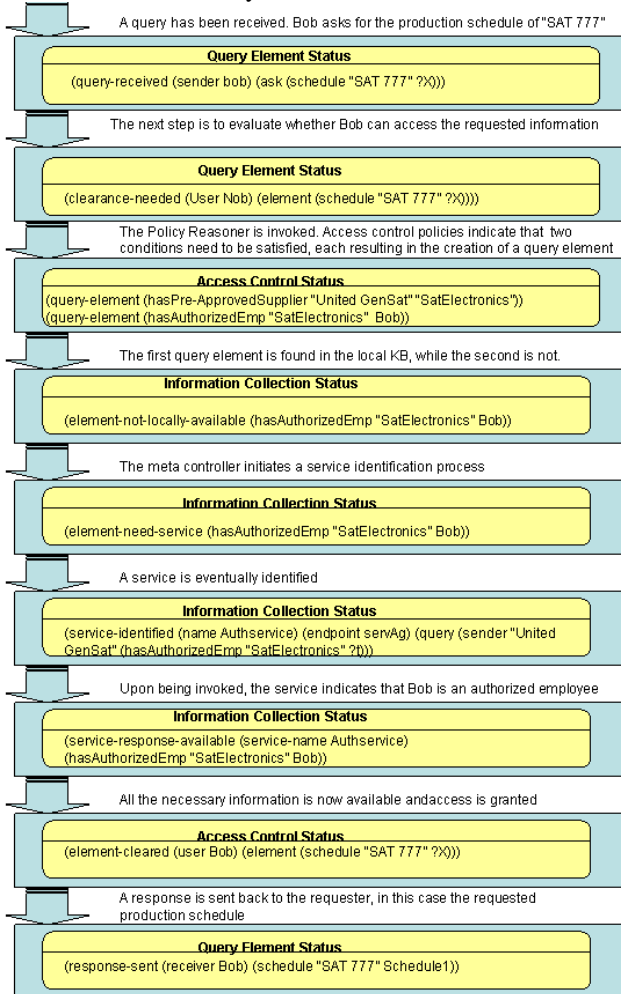 A query has been received. Bob asks for the production schedule of "SAT 777"
Query Element Status
(query-received (sender bob) (ask (schedule "SAT 777" ?X)))
The next step is to evaluate whether Bob can access the requested information
Query Element Status
(clearance-needed (User Nob) (element (schedule "SAT 777" ?X))))
The Policy Reasoner is invoked. Access control policies indicate that two
conditions need to be satisfied, each resulting in the creation of a query element
Access Control Status
(query-element (hasPre-ApprovedSupplier "United GenSat" "SatElectronics"))
(query-element (hasAuthorizedEmp "SatElectronics" Bob))
The first query element is found in the local KB, while the second is not.
Information Collection Status
(element-not-locally-available (hasAuthorizedEmp "SatElectronics" Bob))
The meta controller initiates a service identification process
Information Collection Status
(element-need-service (hasAuthorizedEmp "SatElectronics" Bob))
A service is eventually identified
Information Collection Status
(service-identified (name Authservice) (endpoint servAg) (query (sender "United
GenSat" (hasAuthorizedEmp "SatElectronics" ?t)))
Upon being invoked, the service indicates that Bob is an authorized employee
Information Collection Status
(service-response-available (service-name Authservice)
(hasAuthorizedEmp "SatElectronics" Bob))
All the necessary information is now available andaccess is granted
Access Control Status
(element-cleared (user Bob) (element (schedule "SAT 777" ?X)))
A response is sent back to the requester, in this case the requested
production schedule
Query Element Status
(response-sent (receiver Bob) (schedule "SAT 777" Schedule1))